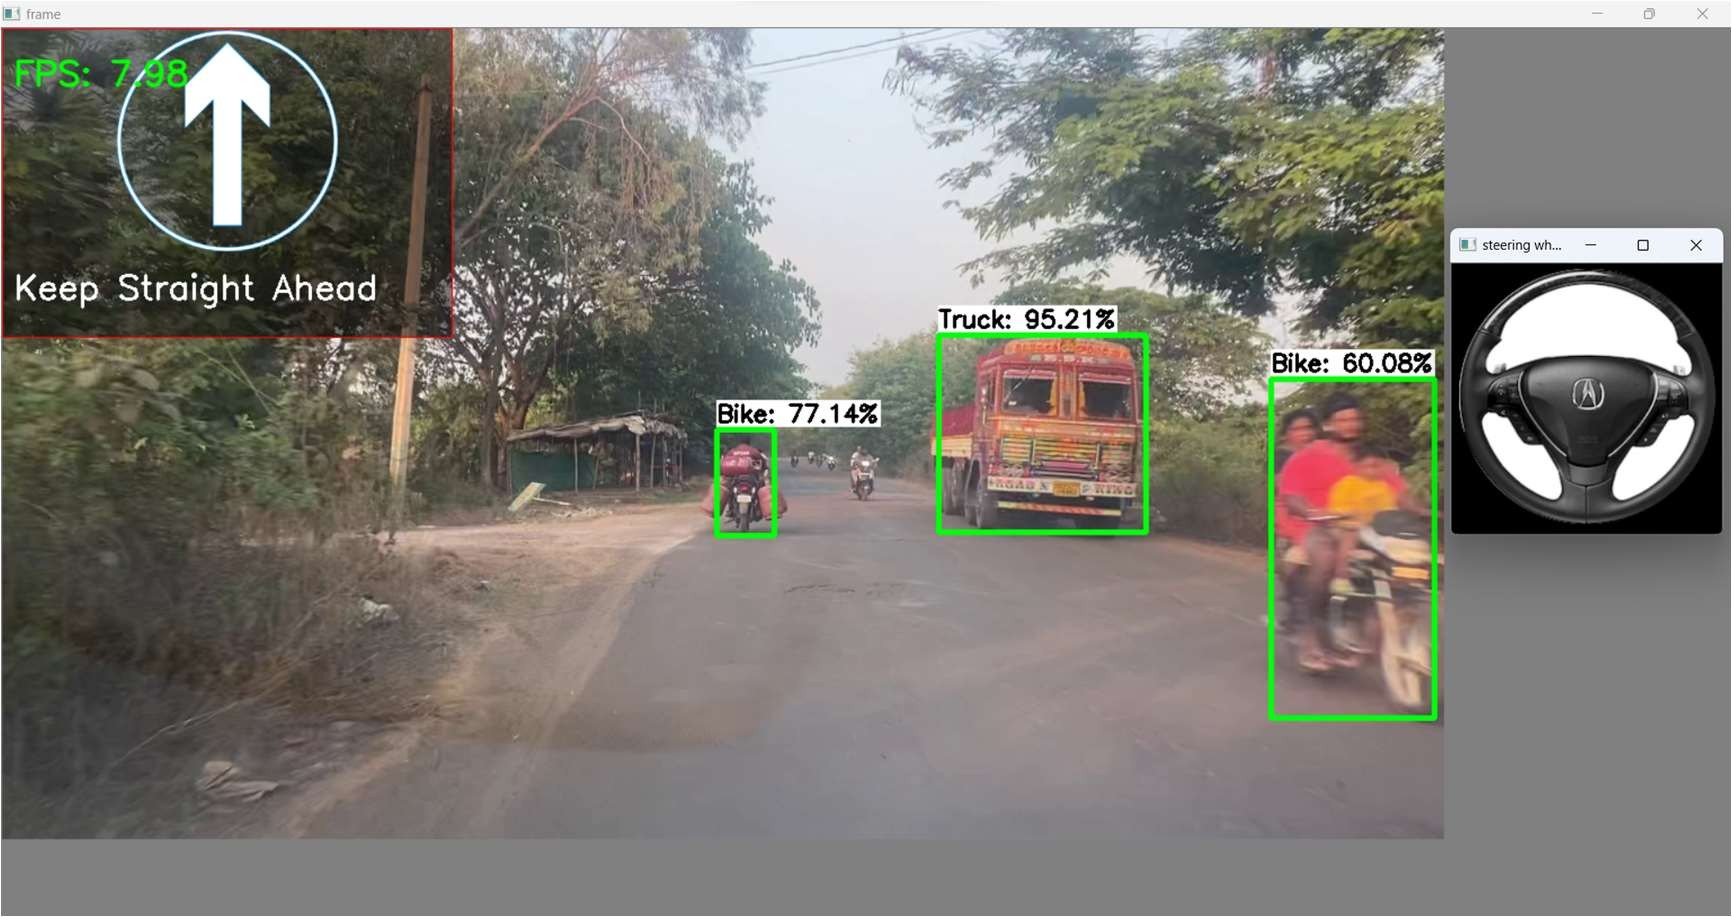 frame
FPS: 7.98
Keep Straight Ahead
steering wh...
Truck: 95.21%
Bike: 60.08%
Bike: 77.14%